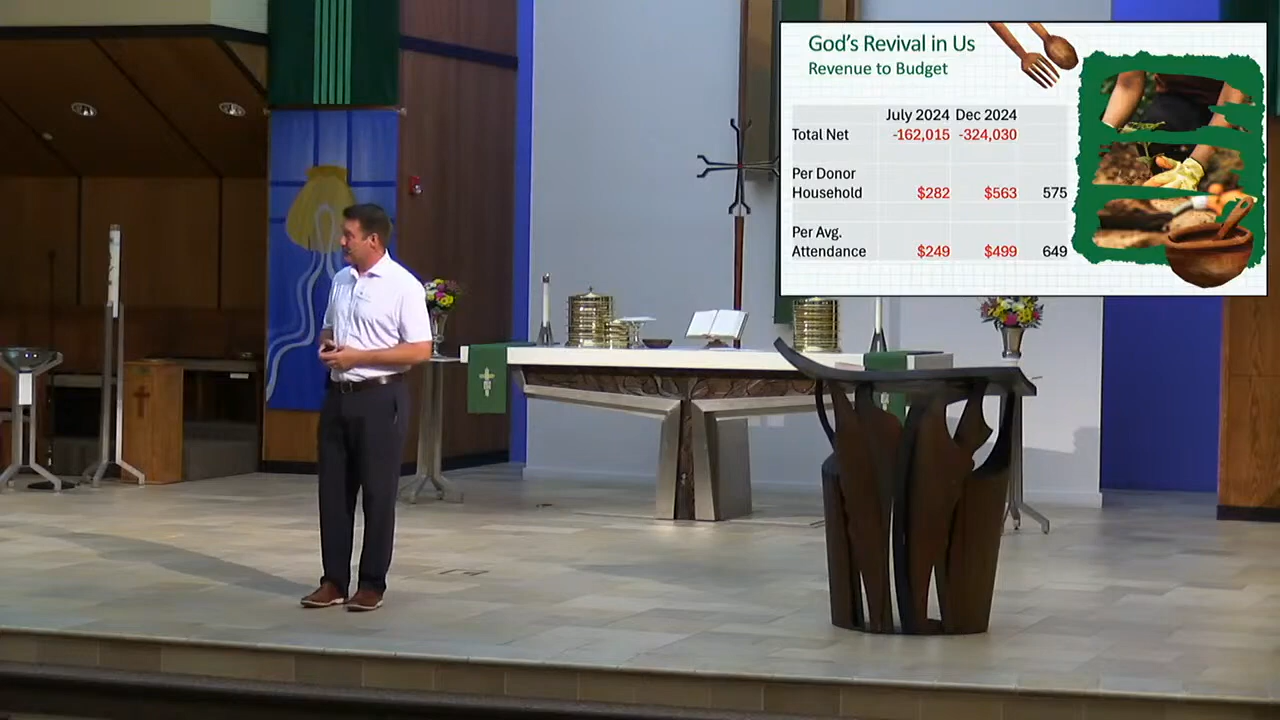 God's Revival in Us
Revenue to Budget
July 2024 Dec 2024
Total Net -162,015 -324,030
Per Donor
Household $282 $563 575
Per Avg.
Attendance $249 $499 649